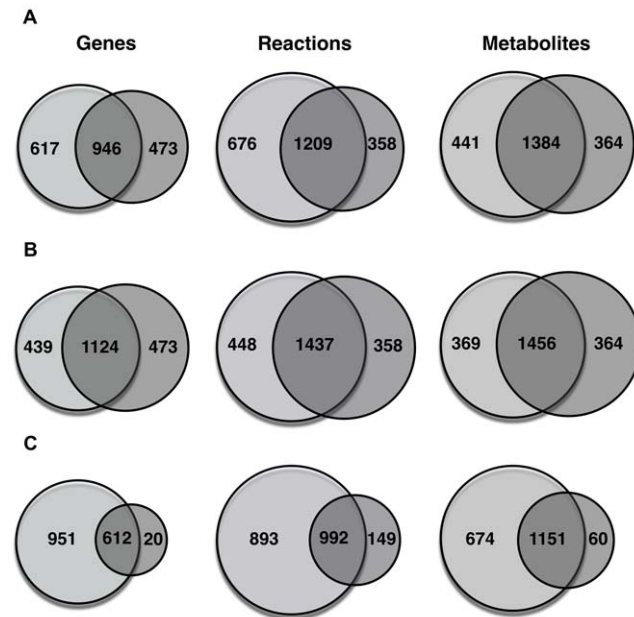 A
Genes Reactions Metabolites
617 946 473 676 1209 358 441 1384 364
B
439 1124 473 448 1437 358 369 1456 364
C
951 612 20 893 992 149 674 1151 60